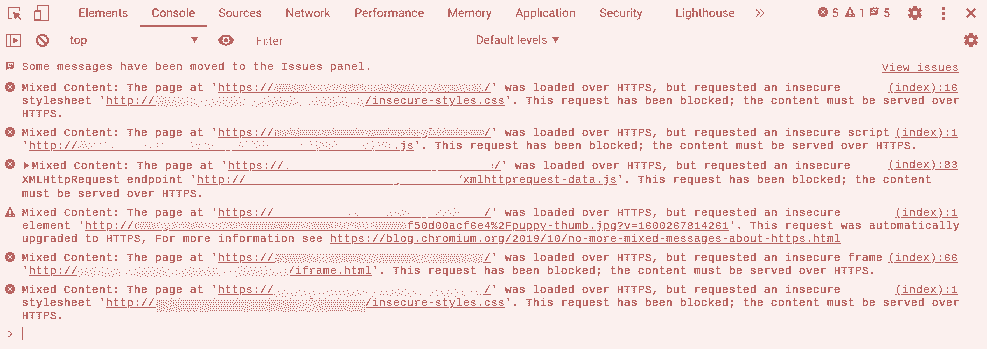 Elements Console Sources Network Performance Memory Application Security Lighthouse » 5 1 5
top ▼ Filter Default levels ▼
Some messages have been moved to the Issues panel. View issues
Mixed Content: The page at 'https:// /' was loaded over HTTPS, but requested an insecure (index):16
stylesheet 'http:// /insecure-styles.css'. This request has been blocked; the content must be served over
HTTPS.
Mixed Content: The page at 'https:// /' was loaded over HTTPS, but requested an insecure script (index):1
'http:// .js'. This request has been blocked; the content must be served over HTTPS.
▶Mixed Content: The page at 'https:// /' was loaded over HTTPS, but requested an insecure (index):83
XMLHttpRequest endpoint 'http:// /xmlhttprequest-data.js'. This request has been blocked; the content
must be served over HTTPS.
Mixed Content: The page at 'https:// /' was loaded over HTTPS, but requested an insecure (index):1
element 'http:// f50d00acf6e4%2Fpuppy-thumb.jpg?v=1600267814261'. This request was automatically
upgraded to HTTPS, For more information see https://blog.chromium.org/2019/10/no-more-mixed-messages-about-https.html
Mixed Content: The page at 'https:// /' was loaded over HTTPS, but requested an insecure frame (index):66
'http:// /iframe.html'. This request has been blocked; the content must be served over HTTPS.
Mixed Content: The page at 'https:// /' was loaded over HTTPS, but requested an insecure (index):1
stylesheet 'http:// /insecure-styles.css'. This request has been blocked; the content must be served over
HTTPS.
>